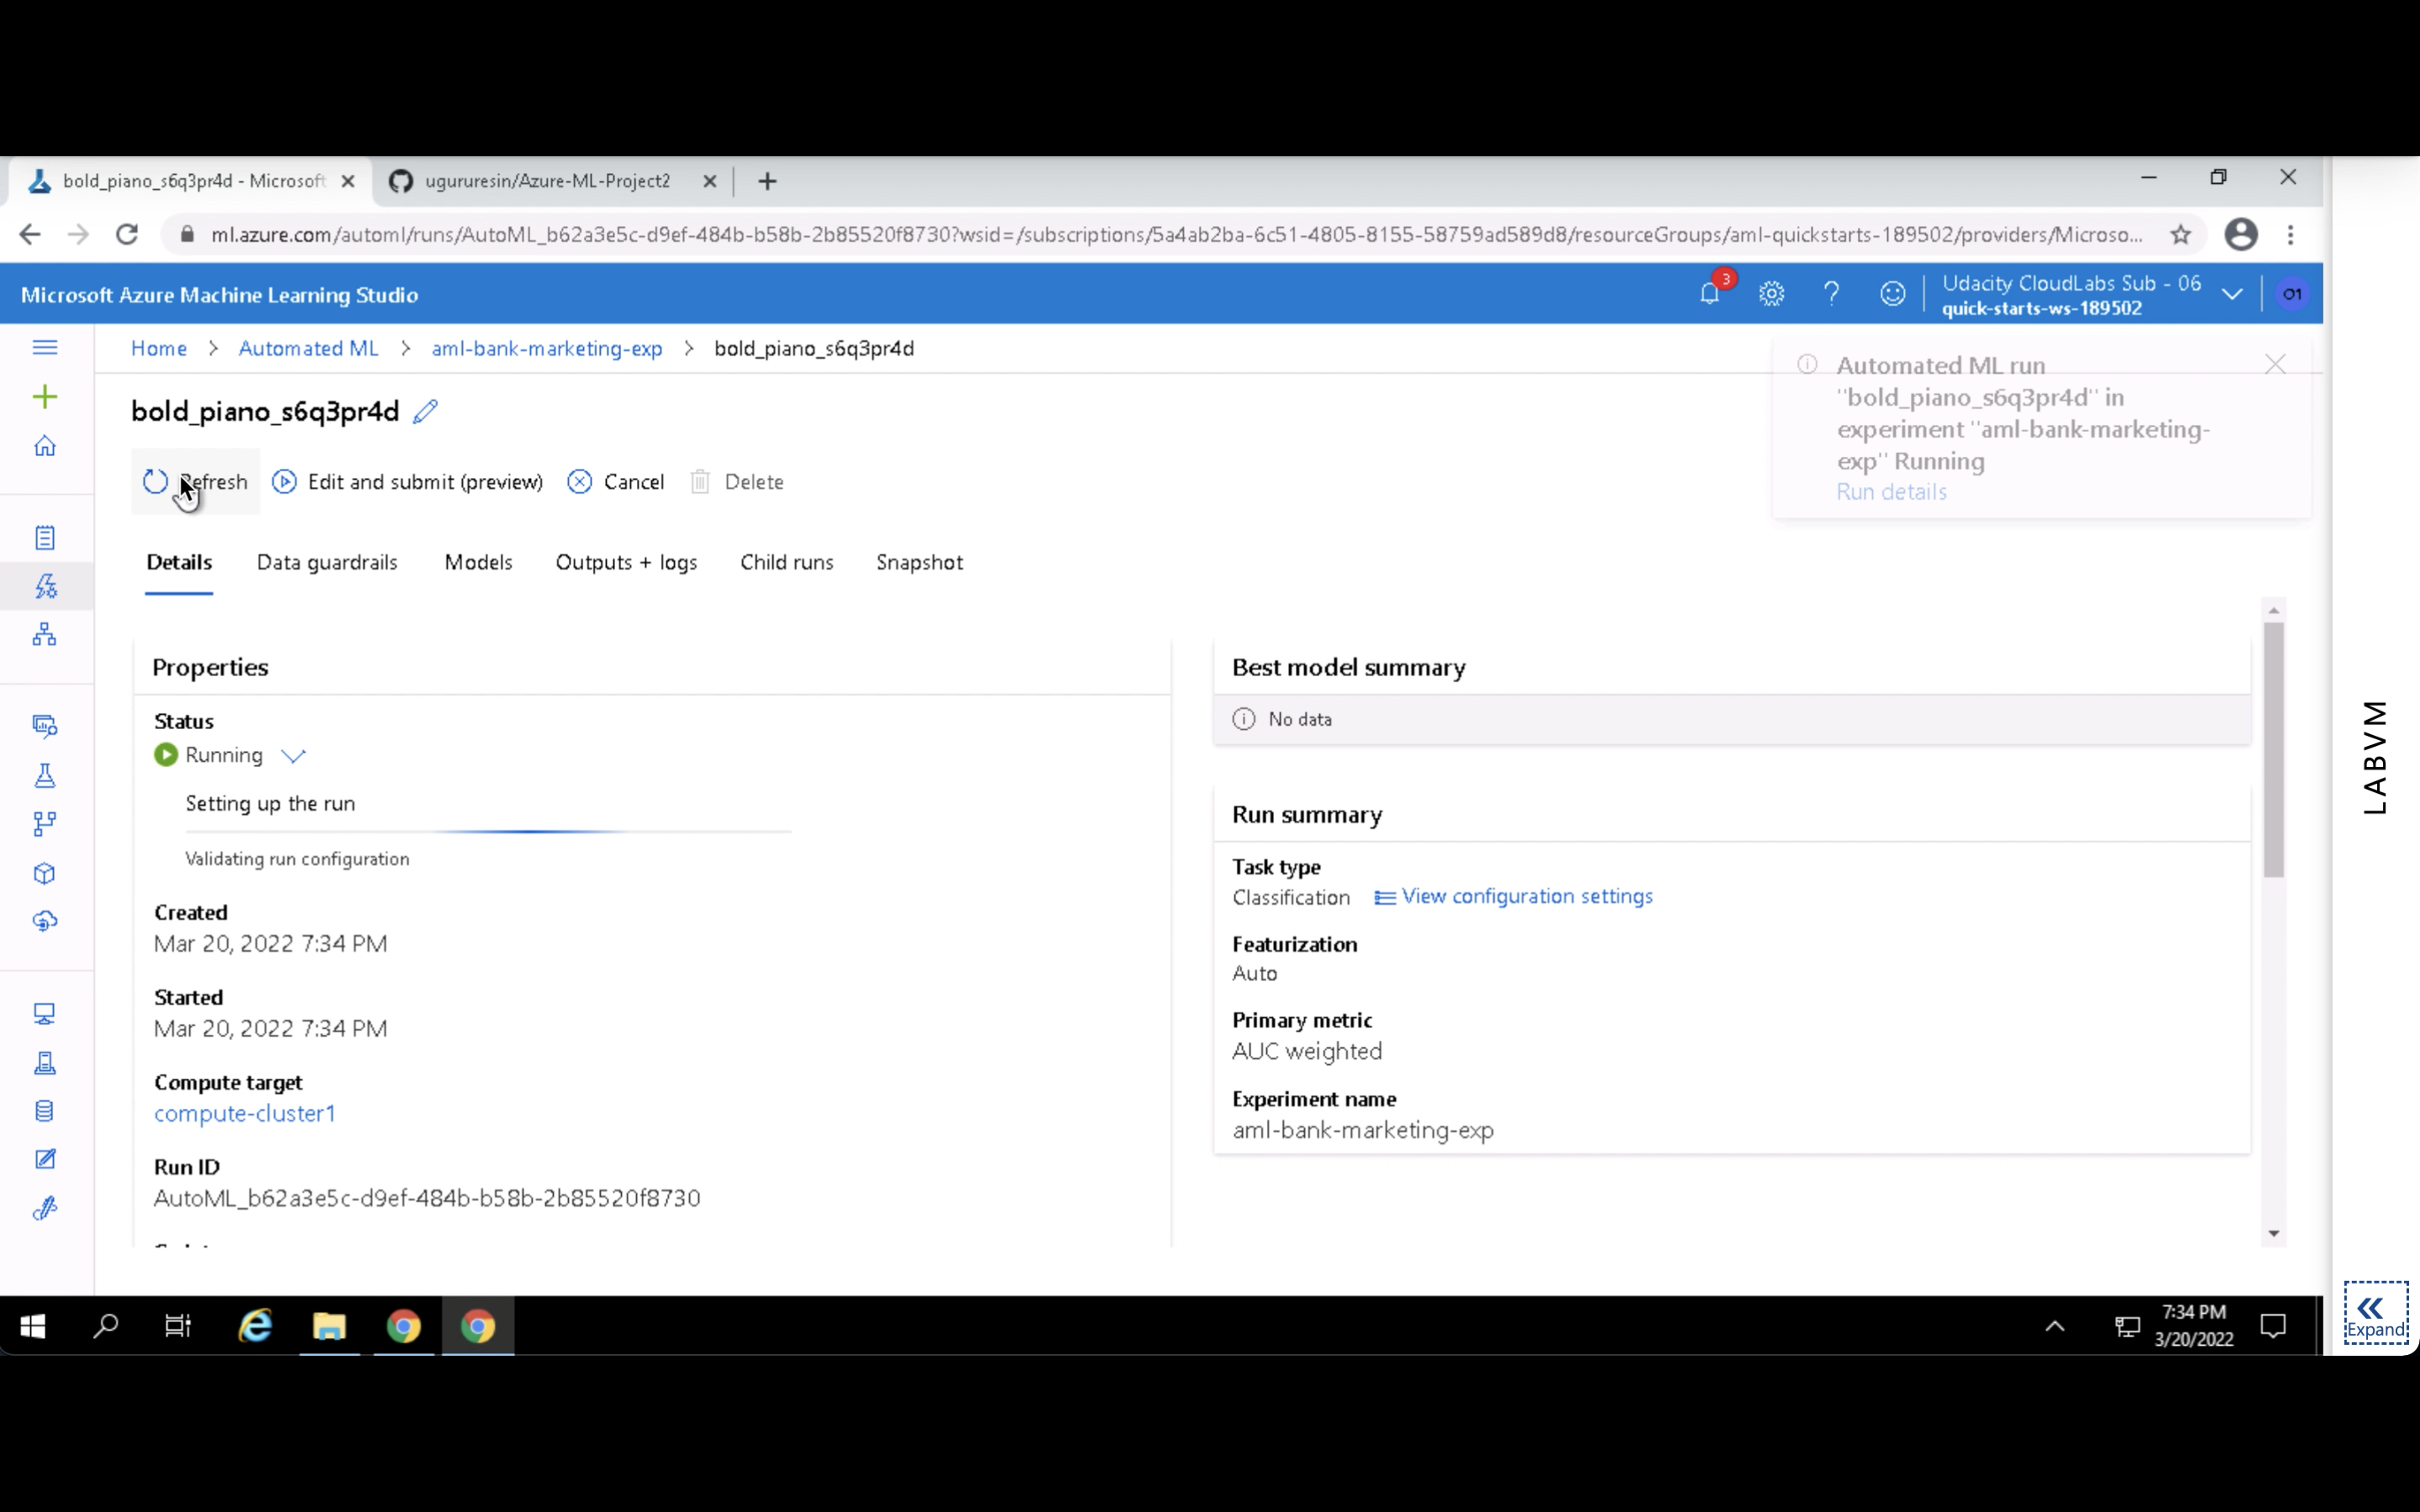 bold_piano_s6q3pr4d - Microsoft
ugururesin/Azure-ML-Project2
ml.azure.com/automl/runs/AutoML_b62a3e5c-d9ef-484b-b58b-2b85520f8730?wsid=/subscriptions/5a4ab2ba-6c51-4805-8155-58759ad589d8/resourceGroups/aml-quickstarts-189502/providers/Microso...
Microsoft Azure Machine Learning Studio
3
Udacity CloudLabs Sub - 06
quick-starts-ws-189502
O1
Home > Automated ML > aml-bank-marketing-exp > bold_piano_s6q3pr4d
Automated ML run
"bold_piano_s6q3pr4d" in
experiment "aml-bank-marketing-
exp" Running
Run details
bold_piano_s6q3pr4d
Refresh
Edit and submit (preview)
Cancel
Delete
Details
Data guardrails
Models
Outputs + logs
Child runs
Snapshot
Properties
Status
Running
Setting up the run
Validating run configuration
Created
Mar 20, 2022 7:34 PM
Started
Mar 20, 2022 7:34 PM
Compute target
compute-cluster1
Run ID
AutoML_b62a3e5c-d9ef-484b-b58b-2b85520f8730
Best model summary
No data
Run summary
Task type
Classification
View configuration settings
Featurization
Auto
Primary metric
AUC weighted
Experiment name
aml-bank-marketing-exp
LABVM
Expand
7:34 PM
3/20/2022